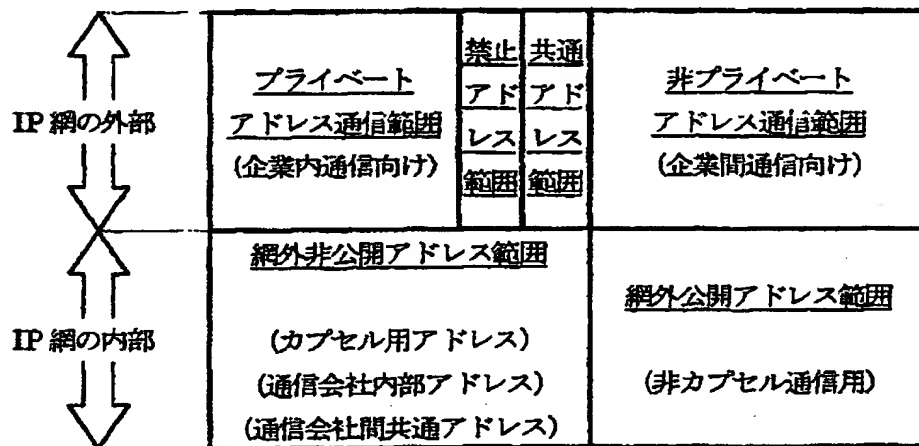 IP 網の外部
プライベート
アドレス通信範囲
(企業内通信向け)
禁止
アド
レス
範囲
共通
アド
レス
範囲
非プライベート
アドレス通信範囲
(企業間通信向け)
IP 網の内部
網外非公開アドレス範囲
(カプセル用アドレス)
(通信会社内部アドレス)
(通信会社間共通アドレス)
網外公開アドレス範囲
(非カプセル通信用)